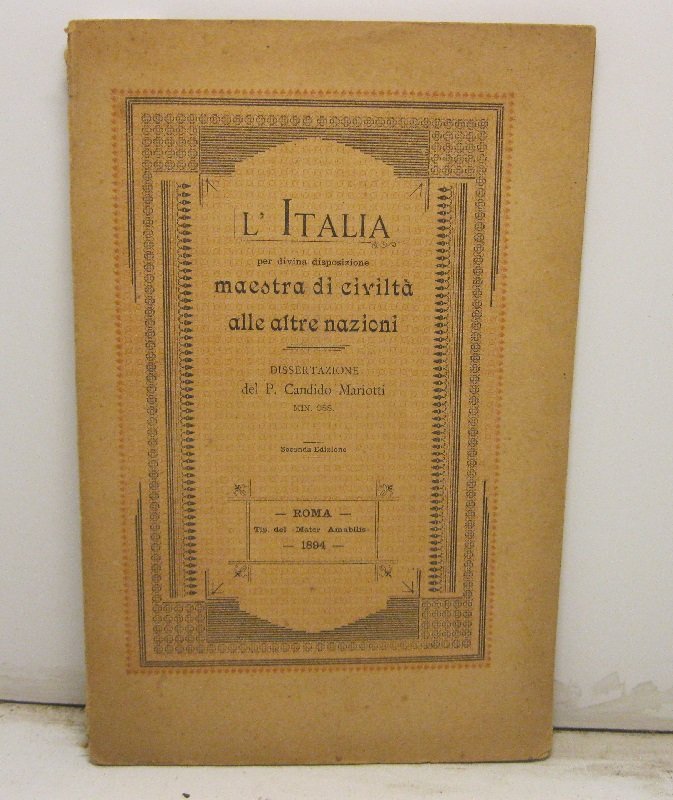 L' ITALIA
per divina disposizione
maestra di civiltà
alle altre nazioni
DISSERTAZIONE
del P. Candido Mariotti
MIN. OSS.
Seconda Edizione
— ROMA —
Tip. del «Mater Amabilis»
— 1894 —